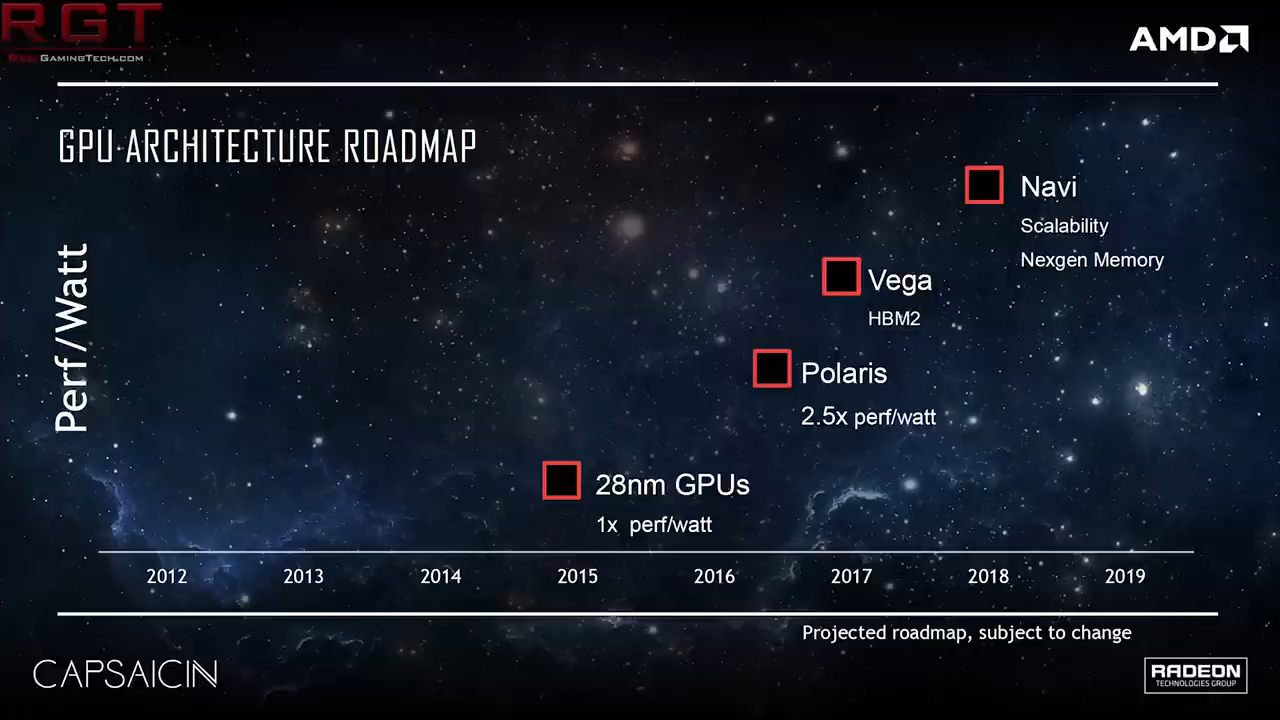 RGT
RedGamingTech.com
AMD
GPU ARCHITECTURE ROADMAP
Perf/Watt
Navi
Scalability
Nexgen Memory
Vega
HBM2
Polaris
2.5x perf/watt
28nm GPUs
1x perf/watt
2012 2013 2014 2015 2016 2017 2018 2019
Projected roadmap, subject to change
CAPSAICIN
RADEON
TECHNOLOGIES GROUP